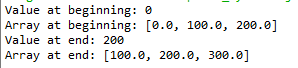 Value at beginning: 0
Array at beginning: [0.0, 100.0, 200.0]
Value at end: 200
Array at end: [100.0, 200.0, 300.0]